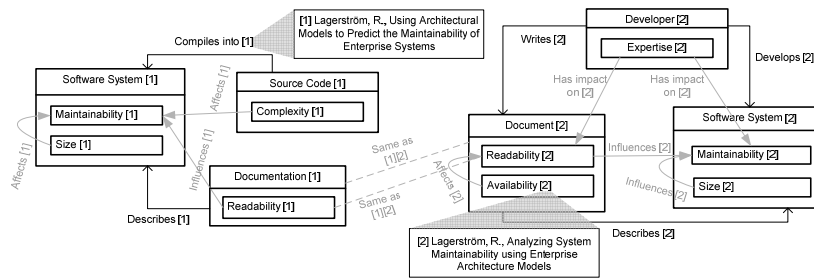 [1] Lagerström, R., Using Architectural
Models to Predict the Maintainability of
Enterprise Systems
Compiles into [1]
Software System [1]
Maintainability [1]
Size [1]
Affects [1]
Affects [1]
Source Code [1]
Complexity [1]
Influences [1]
Documentation [1]
Readability [1]
Describes [1]
Same as
[1][2]
Same as
[1][2]
Developer [2]
Expertise [2]
Writes [2]
Develops [2]
Has impact
on [2]
Has impact
on [2]
Document [2]
Readability [2]
Availability [2]
Affects [2]
Influences [2]
Software System [2]
Maintainability [2]
Size [2]
Influences [2]
Describes [2]
[2] Lagerström, R., Analyzing System
Maintainability using Enterprise
Architecture Models